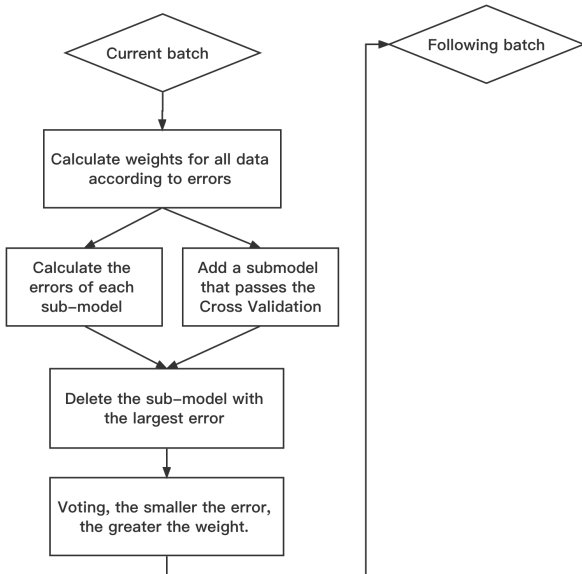 Current batch
Following batch
Calculate weights for all data
according to errors
Calculate the
errors of each
sub-model
Add a submodel
that passes the
Cross Validation
Delete the sub-model with
the largest error
Voting, the smaller the error,
the greater the weight.